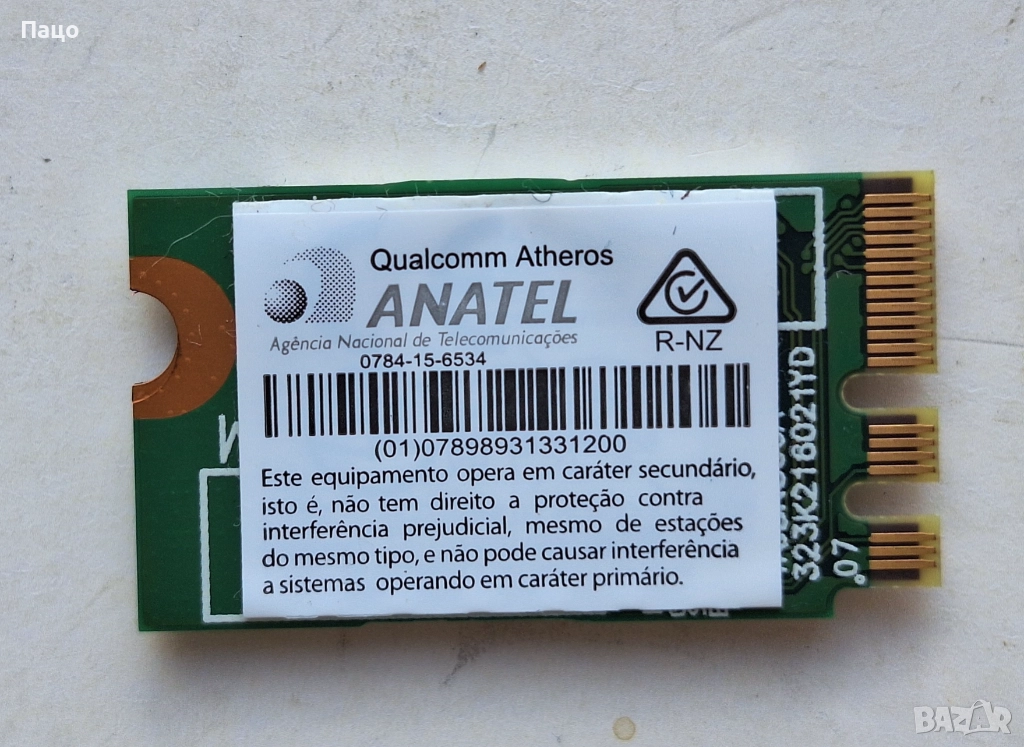 Пацо
Qualcomm Atheros
ANATEL
Agência Nacional de Telecomunicações
0784-15-6534
R-NZ
(01)07898931331200
Este equipamento opera em caráter secundário,
isto é, não tem direito a proteção contra
interferência prejudicial, mesmo de estações
do mesmo tipo, e não pode causar interferência
a sistemas operando em caráter primário.
323K216021YD
.07
BAZAR